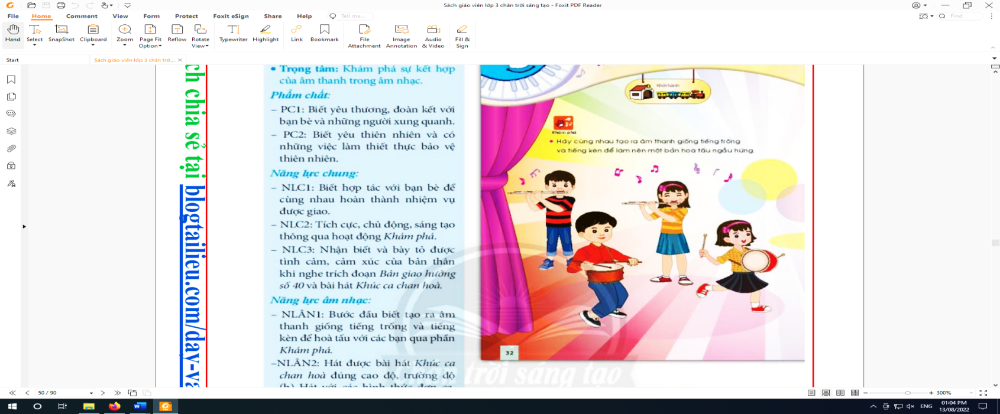 Sách giáo viên lớp 3 chân trời sáng tạo - Foxit PDF Reader
File Home Comment View Form Protect Foxit eSign Share Help Tell me... Find
Hand Select SnapShot Clipboard Zoom Page Fit Option Reflow Rotate View Typewriter Highlight Link Bookmark File Attachment Image Annotation Audio & Video Fill & Sign
Start Sách giáo viên lớp 3 chân trờ...
ch chia sẻ tại blogtailieu.com/day-va
• Trọng tâm: Khám phá sự kết hợp
của âm thanh trong âm nhạc.
Phẩm chất:
– PC1: Biết yêu thương, đoàn kết với
bạn bè và những người xung quanh.
– PC2: Biết yêu thiên nhiên và có
những việc làm thiết thực bảo vệ
thiên nhiên.
Năng lực chung:
– NLC1: Biết hợp tác với bạn bè để
cùng nhau hoàn thành nhiệm vụ
được giao.
– NLC2: Tích cực, chủ động, sáng tạo
thông qua hoạt động Khám phá.
– NLC3: Nhận biết và bày tỏ được
tình cảm, cảm xúc của bản thân
khi nghe trích đoạn Bản giao hưởng
số 40 và bài hát Khúc ca chan hoà.
Năng lực âm nhạc:
– NLÂN1: Bước đầu biết tạo ra âm
thanh giống tiếng trống và tiếng
kèn để hoà tấu với các bạn qua phần
Khám phá.
–NLÂN2: Hát được bài hát Khúc ca
chan hoà đúng cao độ, trường độ
(b) Hát với các hình thức đơn ca,
Khởi hành
Khám phá
• Hãy cùng nhau tạo ra âm thanh giống tiếng trống
và tiếng kèn để làm nên một bản hoà tấu ngẫu hứng.
32
Chân trời sáng tạo
50 / 90
300%
ENG
01:04 PM
13/08/2022